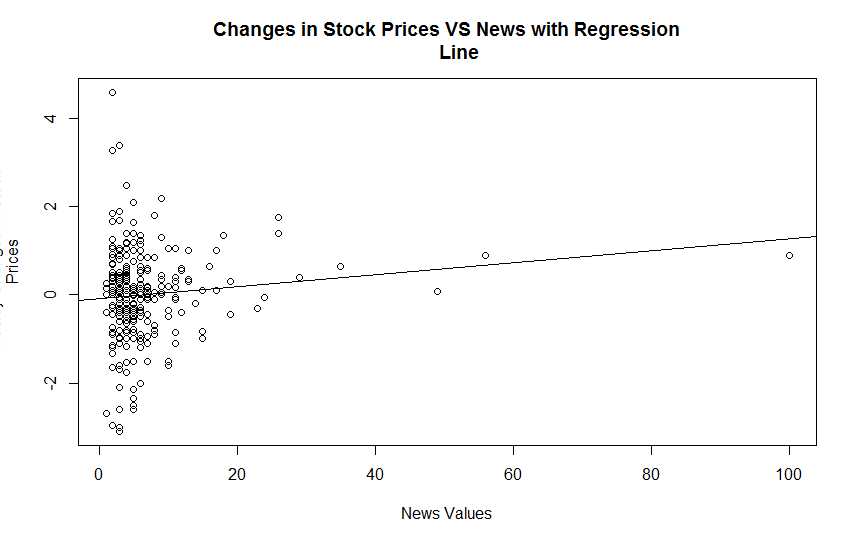 Changes in Stock Prices VS News with Regression
Line
4
2
0
-2
Prices
0 20 40 60 80 100
News Values